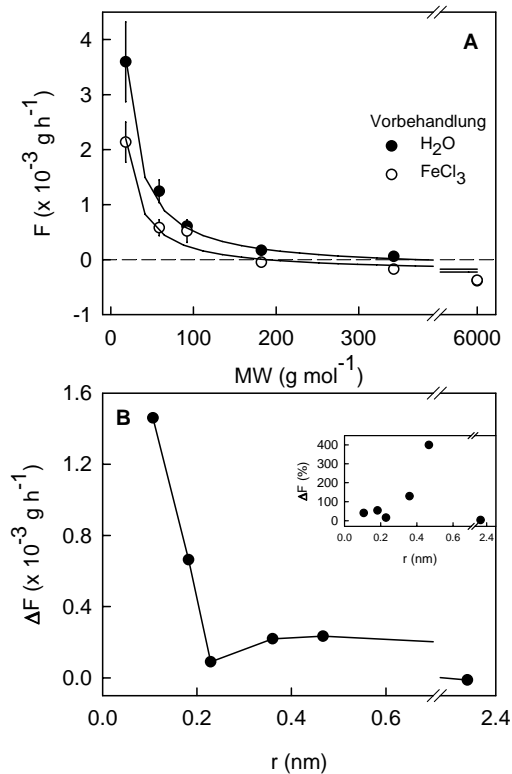 A
4
3
2
1
0
-1
F (x 10-3 g h-1)
Vorbehandlung
H2O
FeCl3
0 100 200 300 6000
MW (g mol-1)
B
1.6
1.2
0.8
0.4
0.0
ΔF (x 10-3 g h-1)
400
300
200
100
0
ΔF (%)
0.0 0.2 0.4 0.6 2.4
r (nm)
0.0 0.2 0.4 0.6 2.4
r (nm)